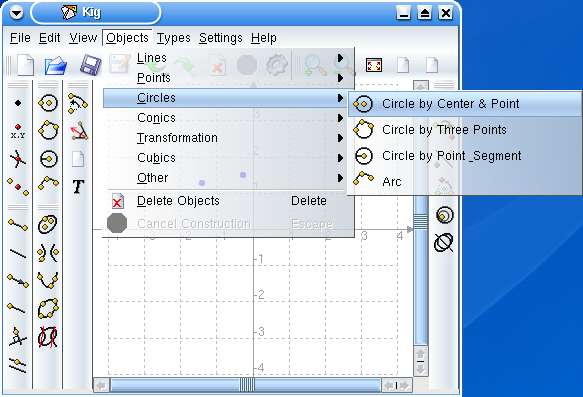 Kig
File Edit View Objects Types Settings Help
Lines
Points
Circles
Conics
Transformation
Cubics
Other
Delete Objects Delete
Cancel Construction Escape
Circle by Center & Point
Circle by Three Points
Circle by Point _Segment
Arc
x,y
T
2 3 4
-1
-2
-3
-4